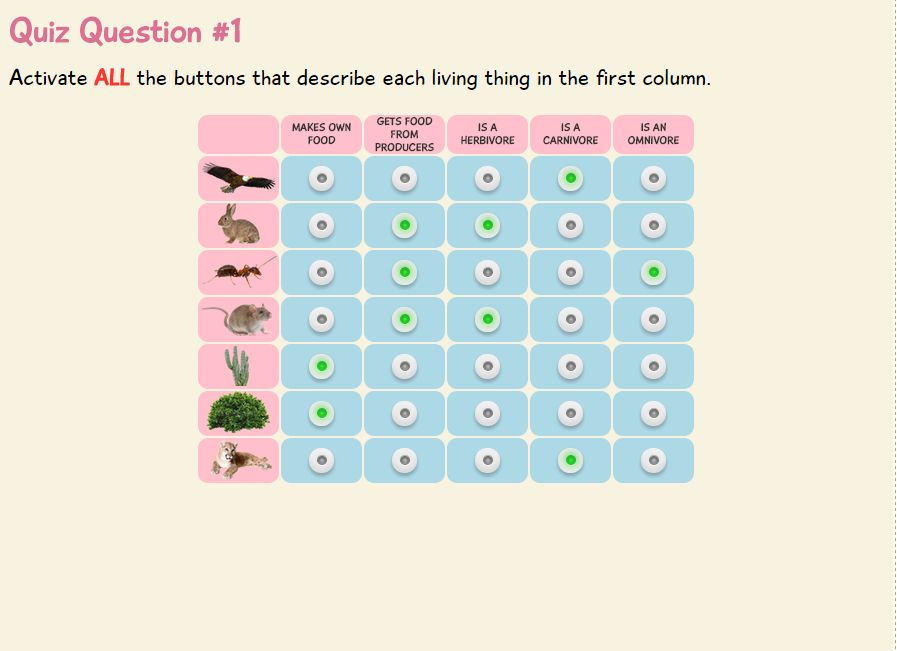 Quiz Question #1
Activate ALL the buttons that describe each living thing in the first column.
MAKES OWN
FOOD
GETS FOOD
FROM
PRODUCERS
IS A
HERBIVORE
IS A
CARNIVORE
IS AN
OMNIVORE